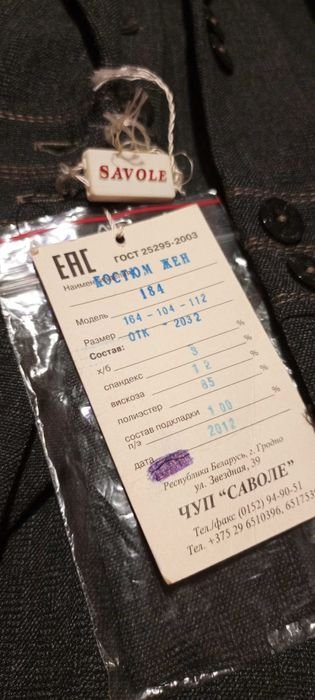 SAVOLE
EAC ГОСТ 25295-2003
КОСТЮМ ЖЕН
184
Модель
164-104-112
Размер
ОТК - 2032
Состав:
х/б %
3
спандекс %
12
вискоза %
85
полиэстер %
состав подкладки %
100
п/э
2012
дата
Республика Беларусь, г. Гродно
ул. Звездная, 39
ЧУП "САВОЛЕ"
Тел./факс (0152) 94-90-51
Тел. +375 29 6510396,